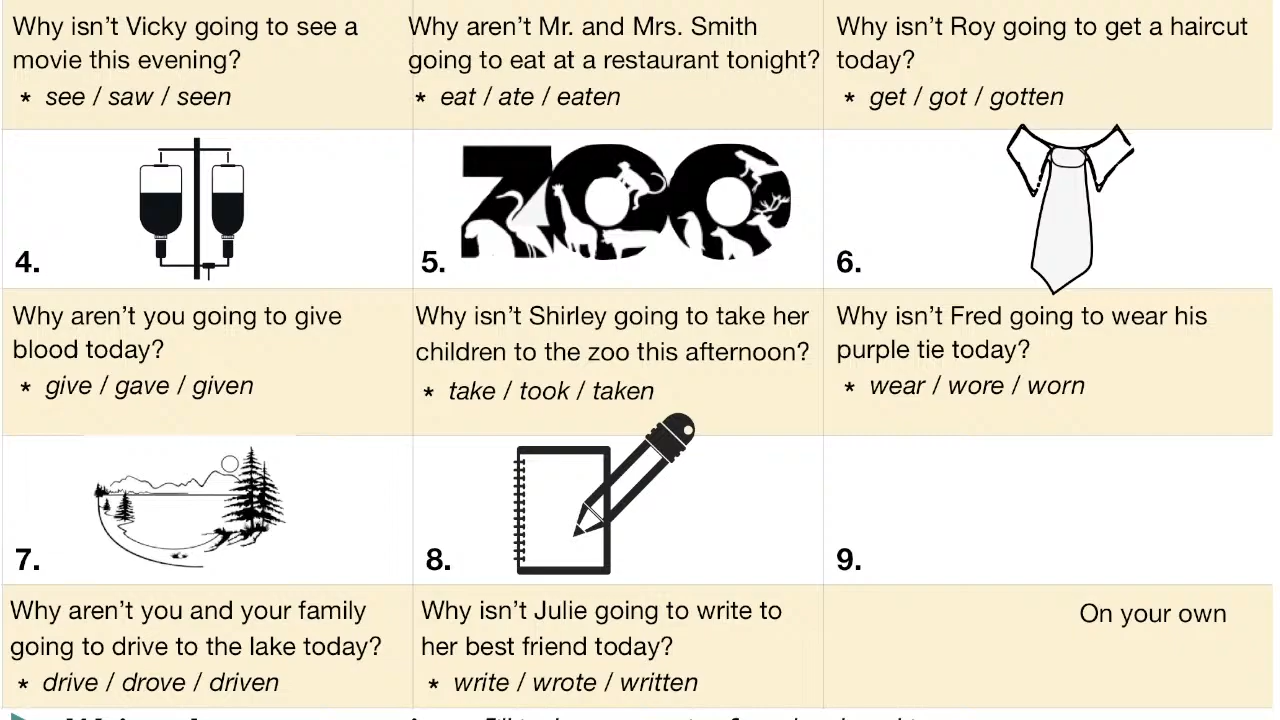 Why isn't Vicky going to see a
movie this evening?
* see / saw / seen
Why aren't Mr. and Mrs. Smith
going to eat at a restaurant tonight?
* eat / ate / eaten
Why isn't Roy going to get a haircut
today?
* get / got / gotten
4.
ZOO
5.
6.
Why aren't you going to give
blood today?
* give / gave / given
Why isn't Shirley going to take her
children to the zoo this afternoon?
* take / took / taken
Why isn't Fred going to wear his
purple tie today?
* wear / wore / worn
7.
8.
9.
Why aren't you and your family
going to drive to the lake today?
* drive / drove / driven
Why isn't Julie going to write to
her best friend today?
* write / wrote / written
On your own